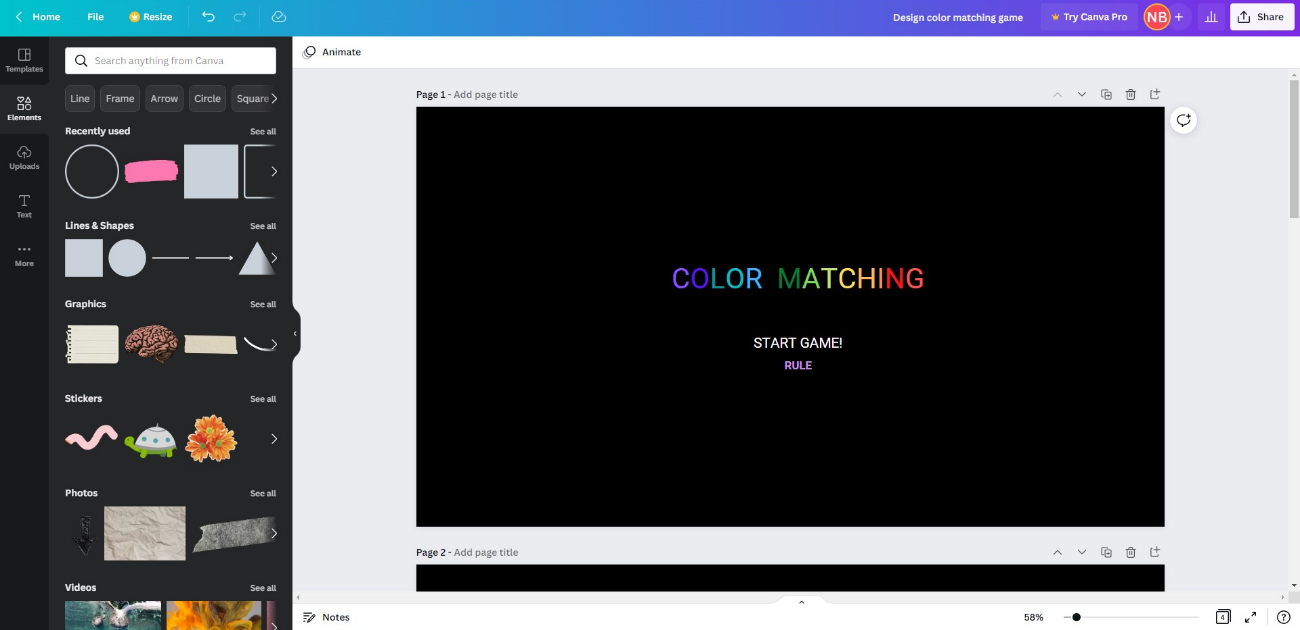 Home File Resize Design color matching game Try Canva Pro NB + Share
Templates
Elements
Uploads
Text
More
Search anything from Canva
Line Frame Arrow Circle Square
Recently used See all
Lines & Shapes See all
Graphics See all
Stickers See all
Photos See all
Videos See all
Animate
Page 1 - Add page title
COLOR MATCHING
START GAME!
RULE
Page 2 - Add page title
Notes 58% 4 ?